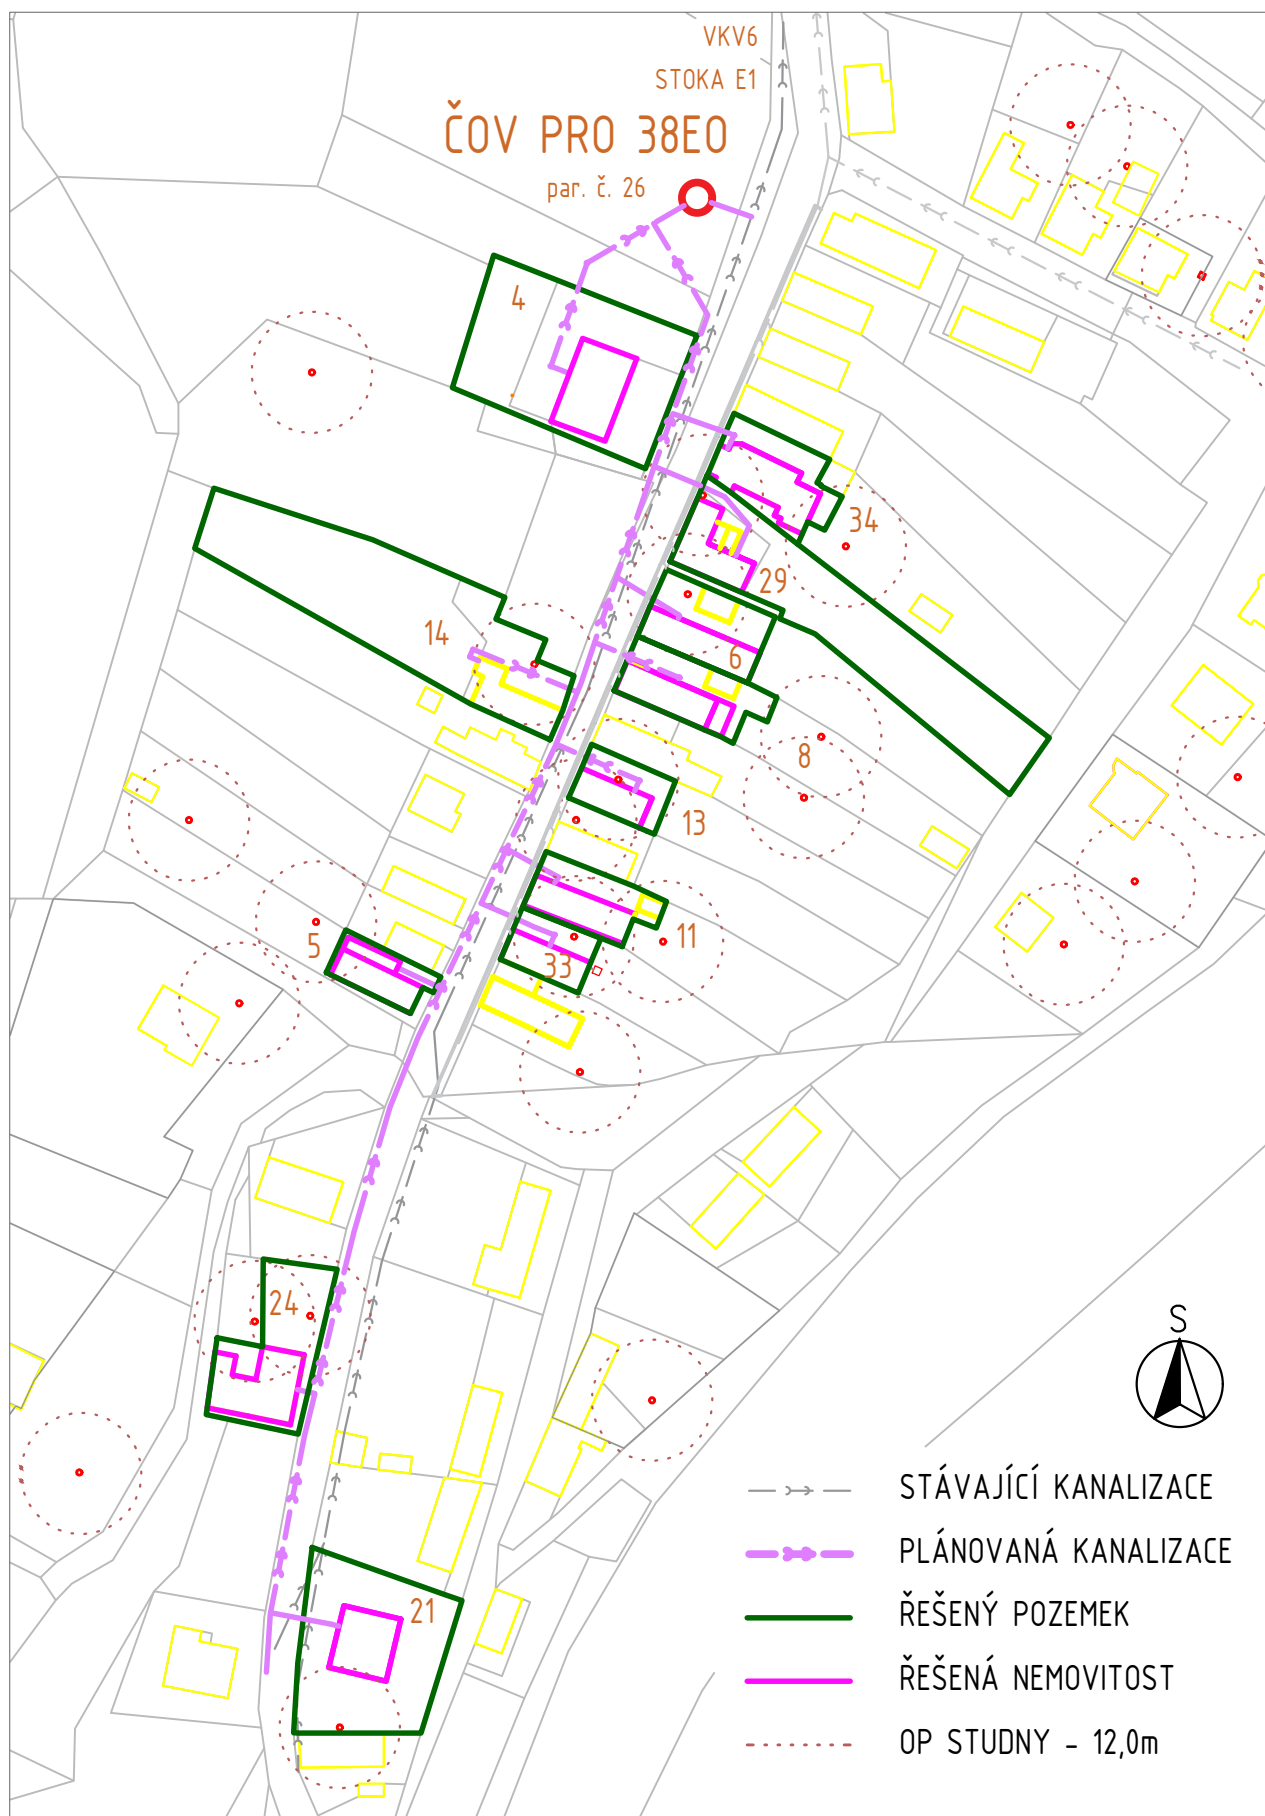 VKV6
STOKA E1
ČOV PRO 38EO
par. č. 26
4
34
29
14
6
8
13
5
11
33
24
21
S
STÁVAJÍCÍ KANALIZACE
PLÁNOVANÁ KANALIZACE
ŘEŠENÝ POZEMEK
ŘEŠENÁ NEMOVITOST
OP STUDNY - 12,0m